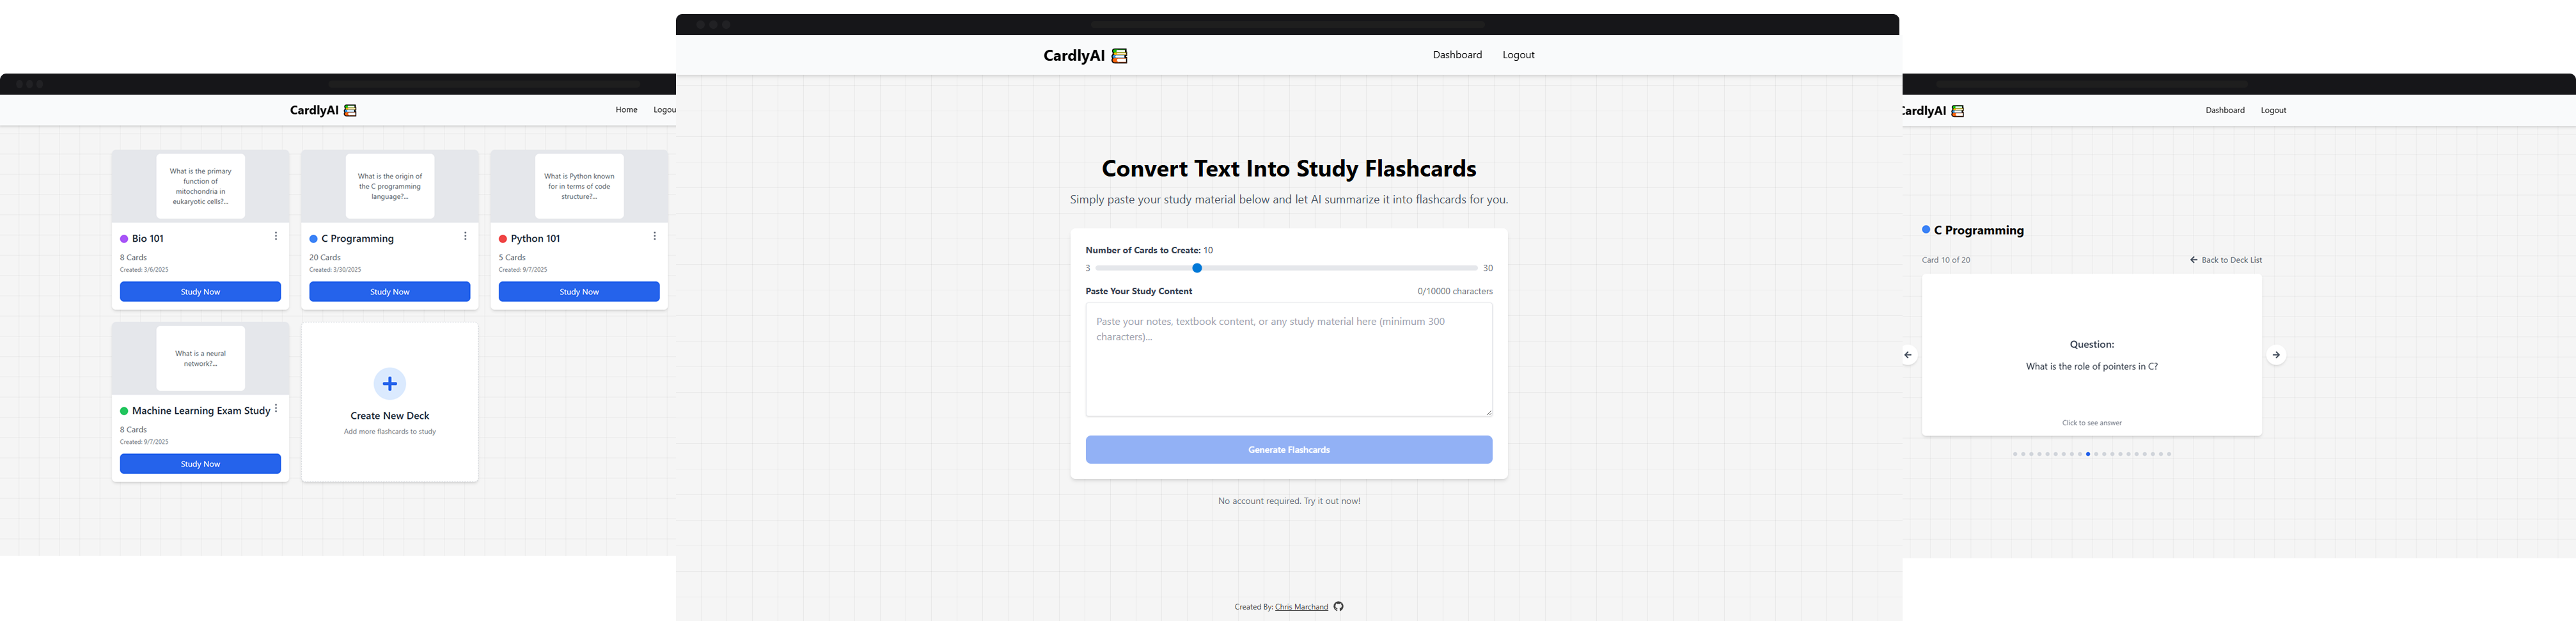 CardlyAI
Home
What is the primary
function of
mitochondria in
eukaryotic cells?...
Bio 101
8 Cards
Created: 3/6/2025
Study Now
What is the origin of
the C programming
language?...
C Programming
20 Cards
Created: 3/30/2025
Study Now
What is Python known
for in terms of code
structure?...
Python 101
5 Cards
Created: 9/7/2025
Study Now
What is a neural
network?...
Machine Learning Exam Study
8 Cards
Created: 9/7/2025
Study Now
Create New Deck
Add more flashcards to study
CardlyAI
Dashboard
Logout
Convert Text Into Study Flashcards
Simply paste your study material below and let AI summarize it into flashcards for you.
Number of Cards to Create: 10
3
30
Paste Your Study Content
0/10000 characters
Paste your notes, textbook content, or any study material here (minimum 300
characters)...
Generate Flashcards
No account required. Try it out now!
Created By: Chris Marchand
CardlyAI
Dashboard
Logout
C Programming
Card 10 of 20
← Back to Deck List
Question:
What is the role of pointers in C?
Click to see answer